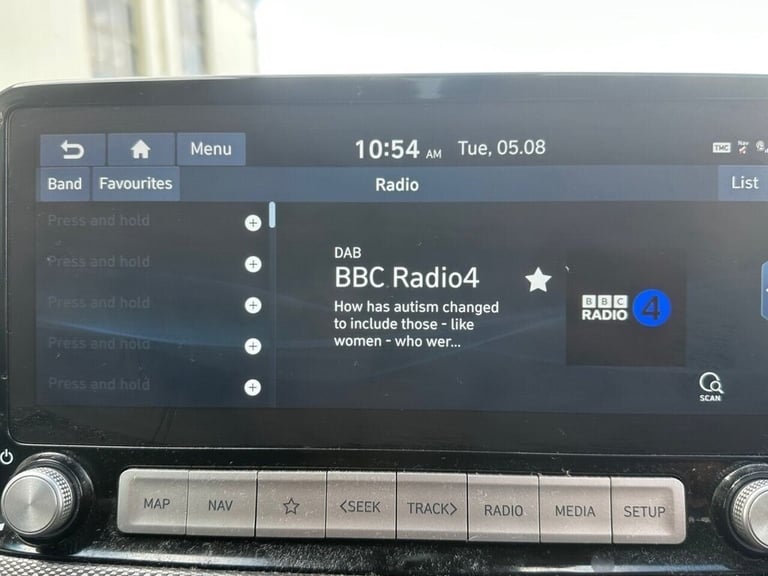 Menu
10:54 AM Tue, 05.08
TMC
Band Favourites Radio List
Press and hold
Press and hold
Press and hold
Press and hold
Press and hold
DAB
BBC Radio4
How has autism changed
to include those - like
women - who wer...
BBC
RADIO 4
SCAN
MAP NAV <SEEK TRACK> RADIO MEDIA SETUP